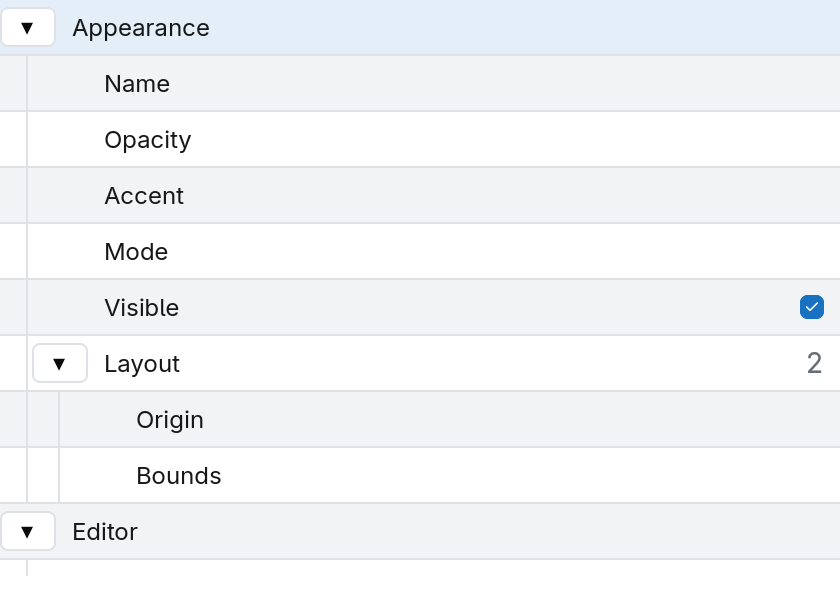 Appearance
Name
Opacity
Accent
Mode
Visible
Layout 2
Origin
Bounds
Editor